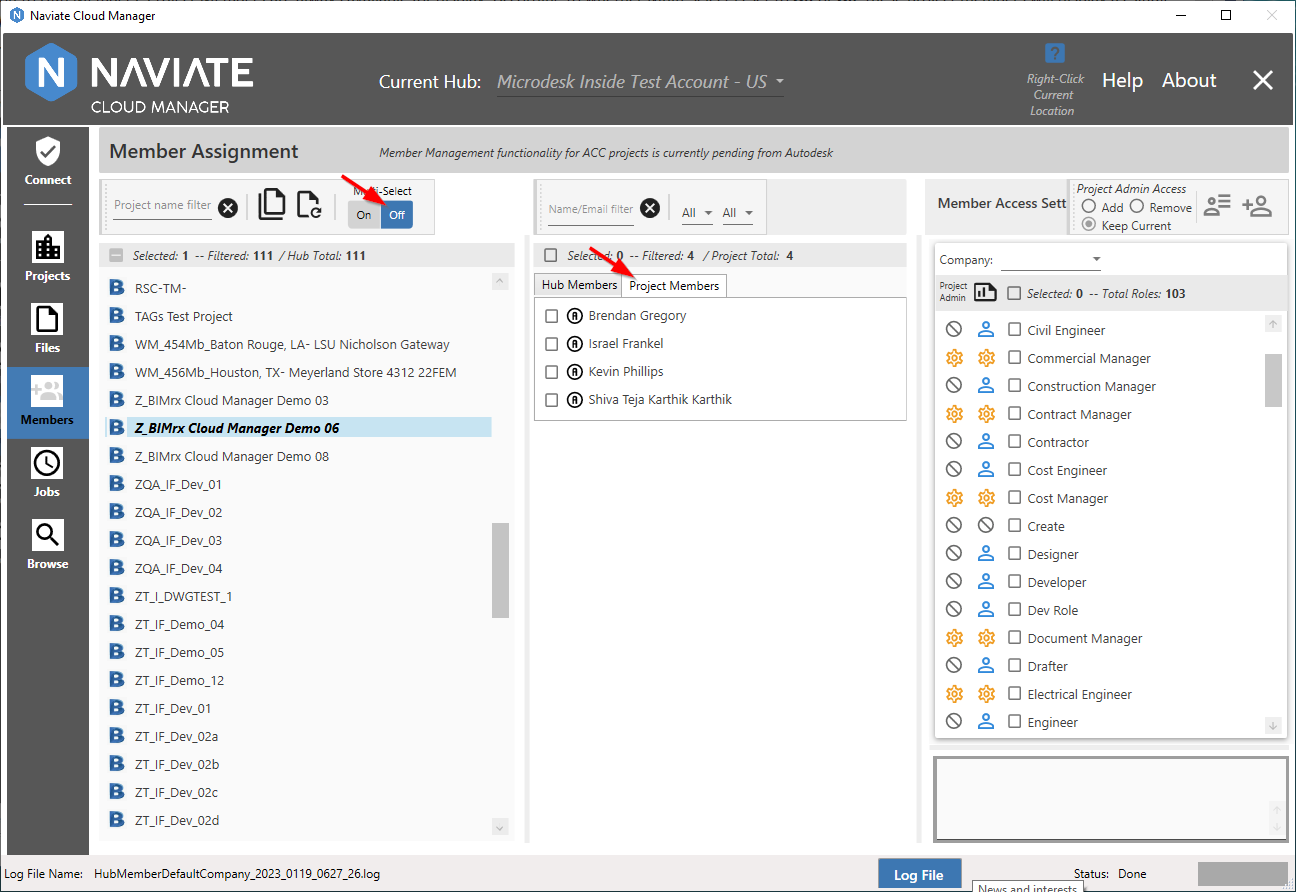 Naviate Cloud Manager
NAVIATE
CLOUD MANAGER
Current Hub: Microdesk Inside Test Account - US
Right-Click
Current
Location
Help About
Connect
Projects
Files
Members
Jobs
Browse
Member Assignment
Member Management functionality for ACC projects is currently pending from Autodesk
Project name filter
On Off
Selected: 1 -- Filtered: 111 / Hub Total: 111
RSC-TM-
TAGs Test Project
WM_454Mb_Baton Rouge, LA- LSU Nicholson Gateway
WM_456Mb_Houston, TX- Meyerland Store 4312 22FEM
Z_BIMrx Cloud Manager Demo 03
Z_BIMrx Cloud Manager Demo 06
Z_BIMrx Cloud Manager Demo 08
ZQA_IF_Dev_01
ZQA_IF_Dev_02
ZQA_IF_Dev_03
ZQA_IF_Dev_04
ZT_I_DWGTEST_1
ZT_IF_Demo_04
ZT_IF_Demo_05
ZT_IF_Demo_12
ZT_IF_Dev_01
ZT_IF_Dev_02a
ZT_IF_Dev_02b
ZT_IF_Dev_02c
ZT_IF_Dev_02d
Name/Email filter All All
Selected: 0 -- Filtered: 4 / Project Total: 4
Hub Members Project Members
Brendan Gregory
Israel Frankel
Kevin Phillips
Shiva Teja Karthik Karthik
Member Access Sett
Project Admin Access
Add Remove
Keep Current
Company:
Project
Admin
Selected: 0 -- Total Roles: 103
Civil Engineer
Commercial Manager
Construction Manager
Contract Manager
Contractor
Cost Engineer
Cost Manager
Create
Designer
Developer
Dev Role
Document Manager
Drafter
Electrical Engineer
Engineer
Log File Name: HubMemberDefaultCompany_2023_0119_0627_26.log
Log File
Status: Done
News and interests